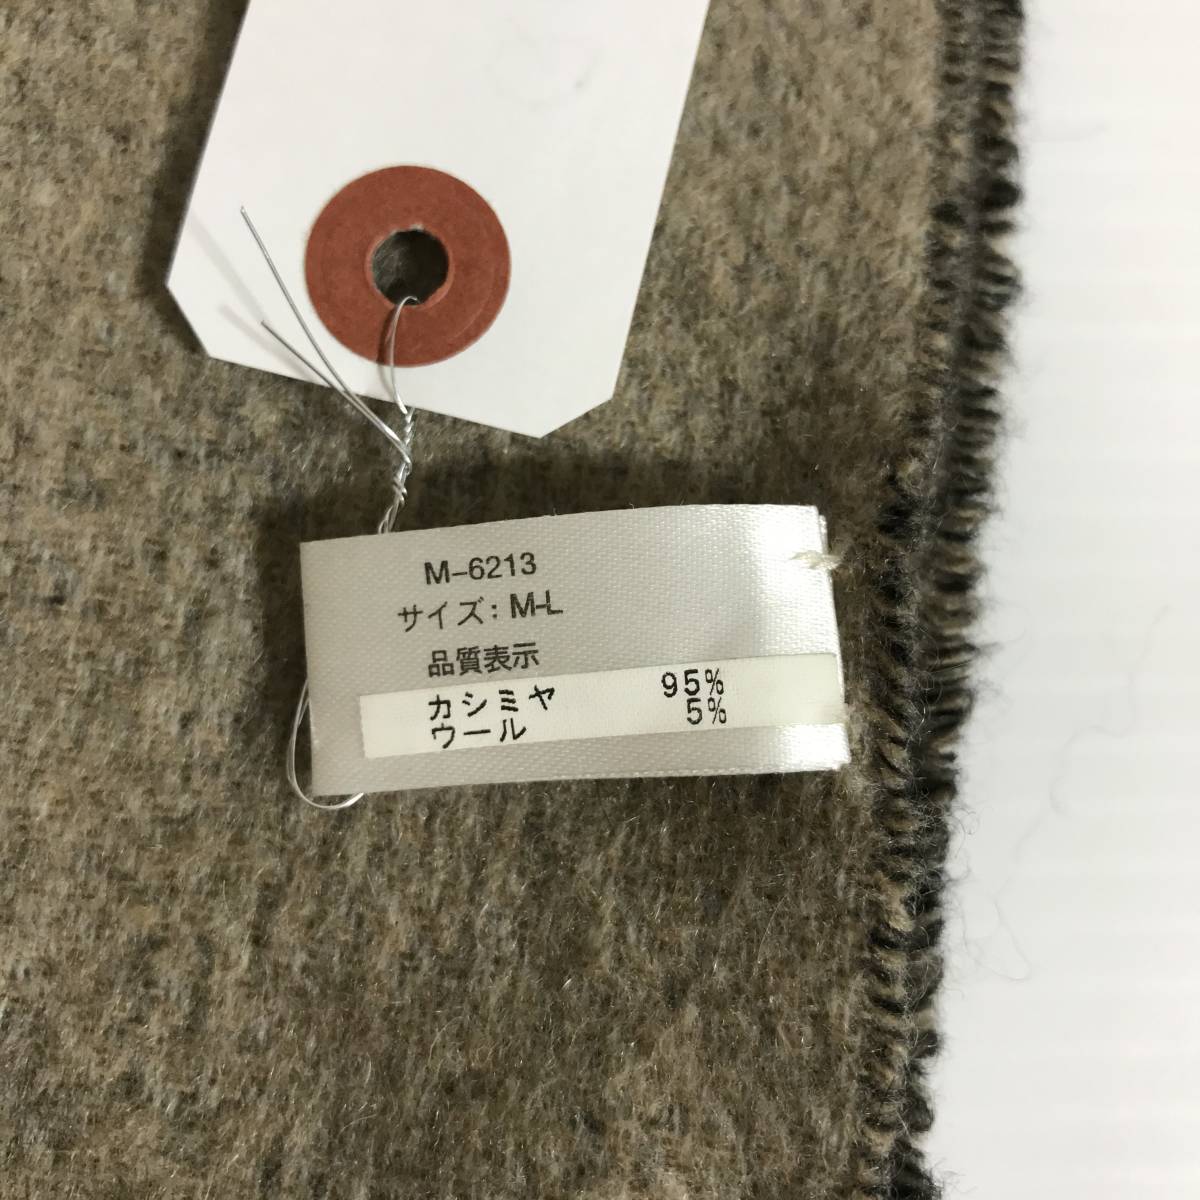 M-6213
サイズ: M-L
品質表示
カシミヤ 95%
ウール 5%